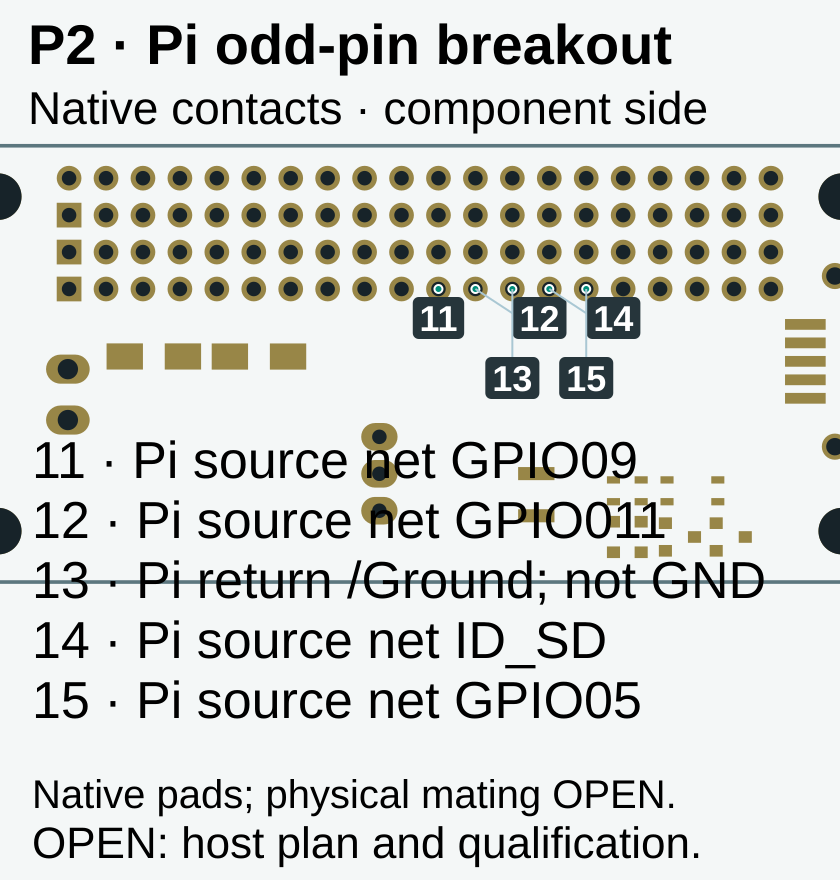 P2 · Pi odd-pin breakout
Native contacts · component side
11 12 14
13 15
11 · Pi source net GPIO09
12 · Pi source net GPIO011
13 · Pi return /Ground; not GND
14 · Pi source net ID_SD
15 · Pi source net GPIO05
Native pads; physical mating OPEN.
OPEN: host plan and qualification.